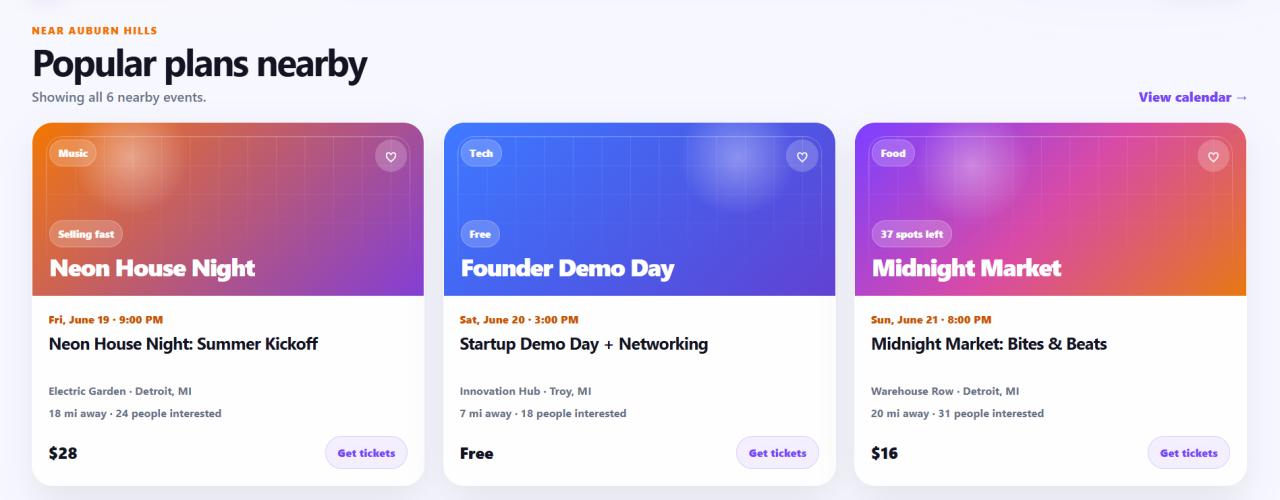 NEAR AUBURN HILLS
Popular plans nearby
Showing all 6 nearby events.
View calendar →
Music
Selling fast
Neon House Night
Fri, June 19 · 9:00 PM
Neon House Night: Summer Kickoff
Electric Garden · Detroit, MI
18 mi away · 24 people interested
$28
Get tickets
Tech
Free
Founder Demo Day
Sat, June 20 · 3:00 PM
Startup Demo Day + Networking
Innovation Hub · Troy, MI
7 mi away · 18 people interested
Free
Get tickets
Food
37 spots left
Midnight Market
Sun, June 21 · 8:00 PM
Midnight Market: Bites & Beats
Warehouse Row · Detroit, MI
20 mi away · 31 people interested
$16
Get tickets